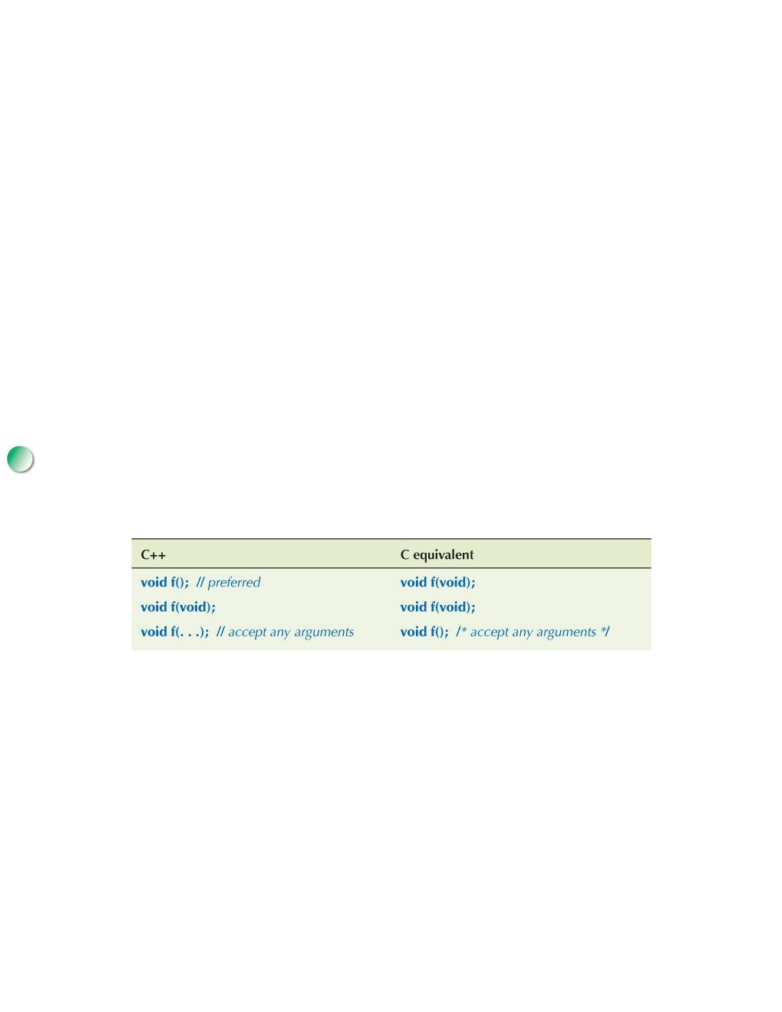 C++ C equivalent
void f(); // preferred void f(void);
void f(void); void f(void);
void f(. . .); // accept any arguments void f(); /* accept any arguments */